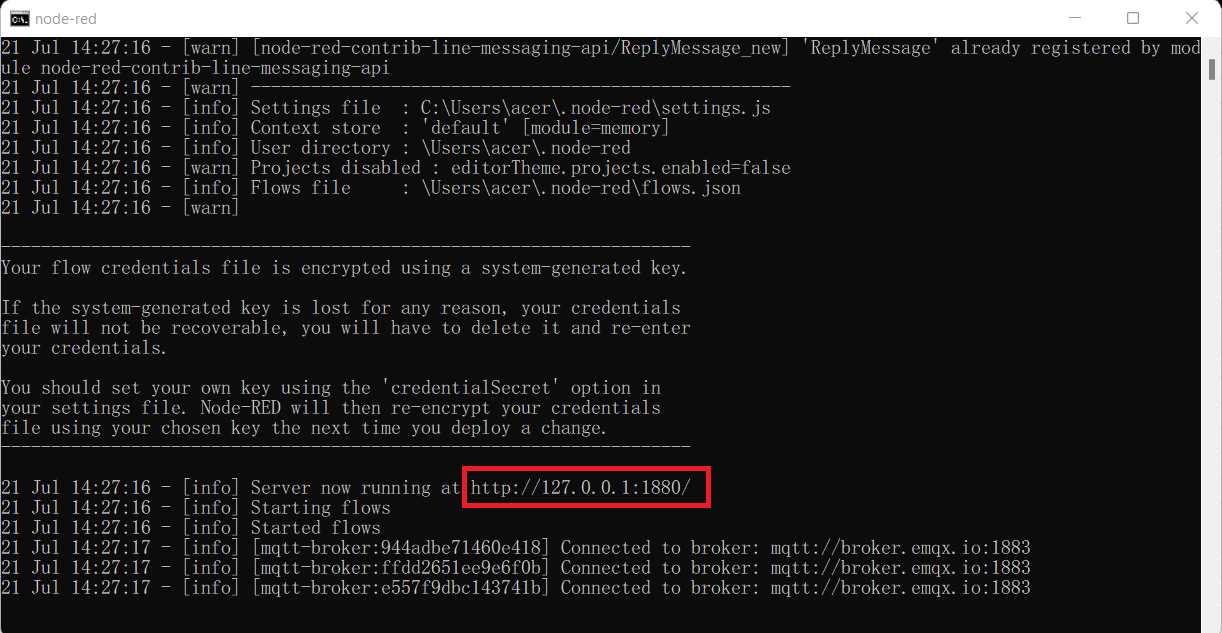 node-red
21 Jul 14:27:16 - [warn] [node-red-contrib-line-messaging-api/ReplyMessage_new] 'ReplyMessage' already registered by mod
ule node-red-contrib-line-messaging-api
21 Jul 14:27:16 - [warn] ------------------------------------------------------
21 Jul 14:27:16 - [info] Settings file  : C:\Users\acer\.node-red\settings.js
21 Jul 14:27:16 - [info] Context store  : 'default' [module=memory]
21 Jul 14:27:16 - [info] User directory : \Users\acer\.node-red
21 Jul 14:27:16 - [warn] Projects disabled : editorTheme.projects.enabled=false
21 Jul 14:27:16 - [info] Flows file     : \Users\acer\.node-red\flows.json
21 Jul 14:27:16 - [warn]
---------------------------------------------------------------------
Your flow credentials file is encrypted using a system-generated key.
If the system-generated key is lost for any reason, your credentials
file will not be recoverable, you will have to delete it and re-enter
your credentials.
You should set your own key using the 'credentialSecret' option in
your settings file. Node-RED will then re-encrypt your credentials
file using your chosen key the next time you deploy a change.
---------------------------------------------------------------------
21 Jul 14:27:16 - [info] Server now running at http://127.0.0.1:1880/
21 Jul 14:27:16 - [info] Starting flows
21 Jul 14:27:16 - [info] Started flows
21 Jul 14:27:17 - [info] [mqtt-broker:944adbe71460e418] Connected to broker: mqtt://broker.emqx.io:1883
21 Jul 14:27:17 - [info] [mqtt-broker:ffdd2651ee9e6f0b] Connected to broker: mqtt://broker.emqx.io:1883
21 Jul 14:27:17 - [info] [mqtt-broker:e557f9dbc143741b] Connected to broker: mqtt://broker.emqx.io:1883